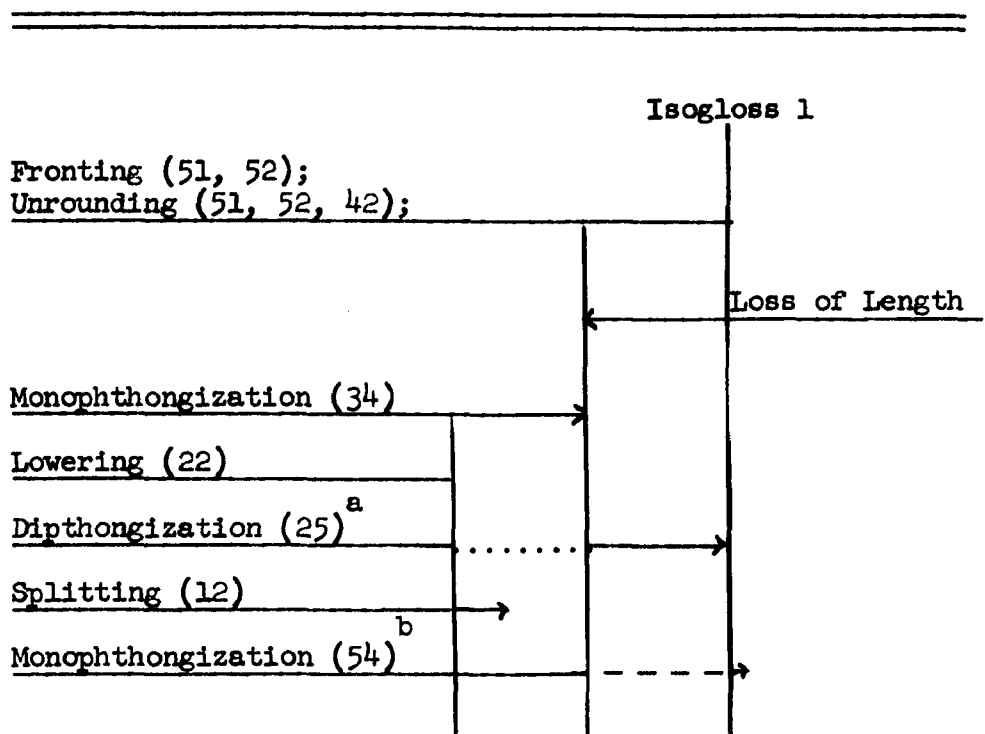 Isogloss 1
Fronting (51, 52);
Unrounding (51, 52, 42);
Loss of Length
Monophthongization (34)
Lowering (22)
Dipthongization (25)a
Splitting (12)
Monophthongization (54)b